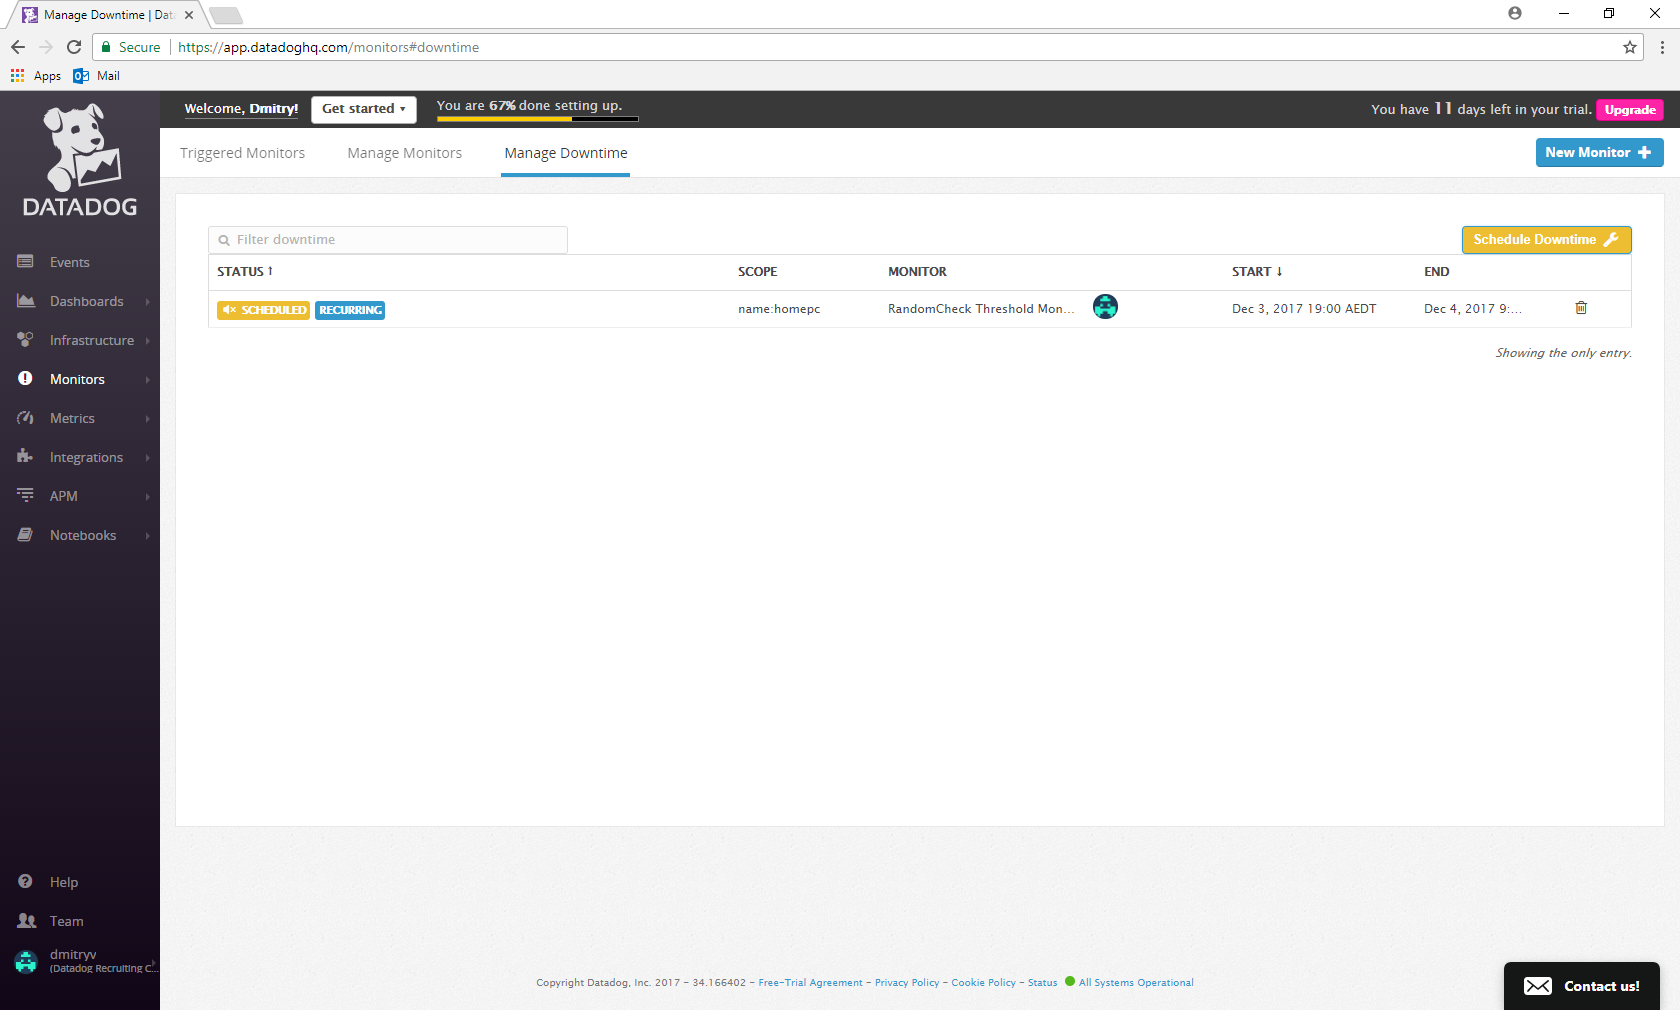 Manage Downtime | Data
Secure | https://app.datadoghq.com/monitors#downtime
Apps Mail
DATADOG
Welcome, Dmitry! Get started ▾ You are 67% done setting up. You have 11 days left in your trial. Upgrade
Triggered Monitors Manage Monitors Manage Downtime New Monitor +
Filter downtime Schedule Downtime
STATUS ↑ SCOPE MONITOR START ↓ END
SCHEDULED RECURRING name:homepc RandomCheck Threshold Mon... Dec 3, 2017 19:00 AEDT Dec 4, 2017 9:...
Showing the only entry.
Events
Dashboards
Infrastructure
Monitors
Metrics
Integrations
APM
Notebooks
Help
Team
dmitryv
(Datadog Recruiting C...
Copyright Datadog, Inc. 2017 - 34.166402 - Free-Trial Agreement - Privacy Policy - Cookie Policy - Status All Systems Operational
Contact us!